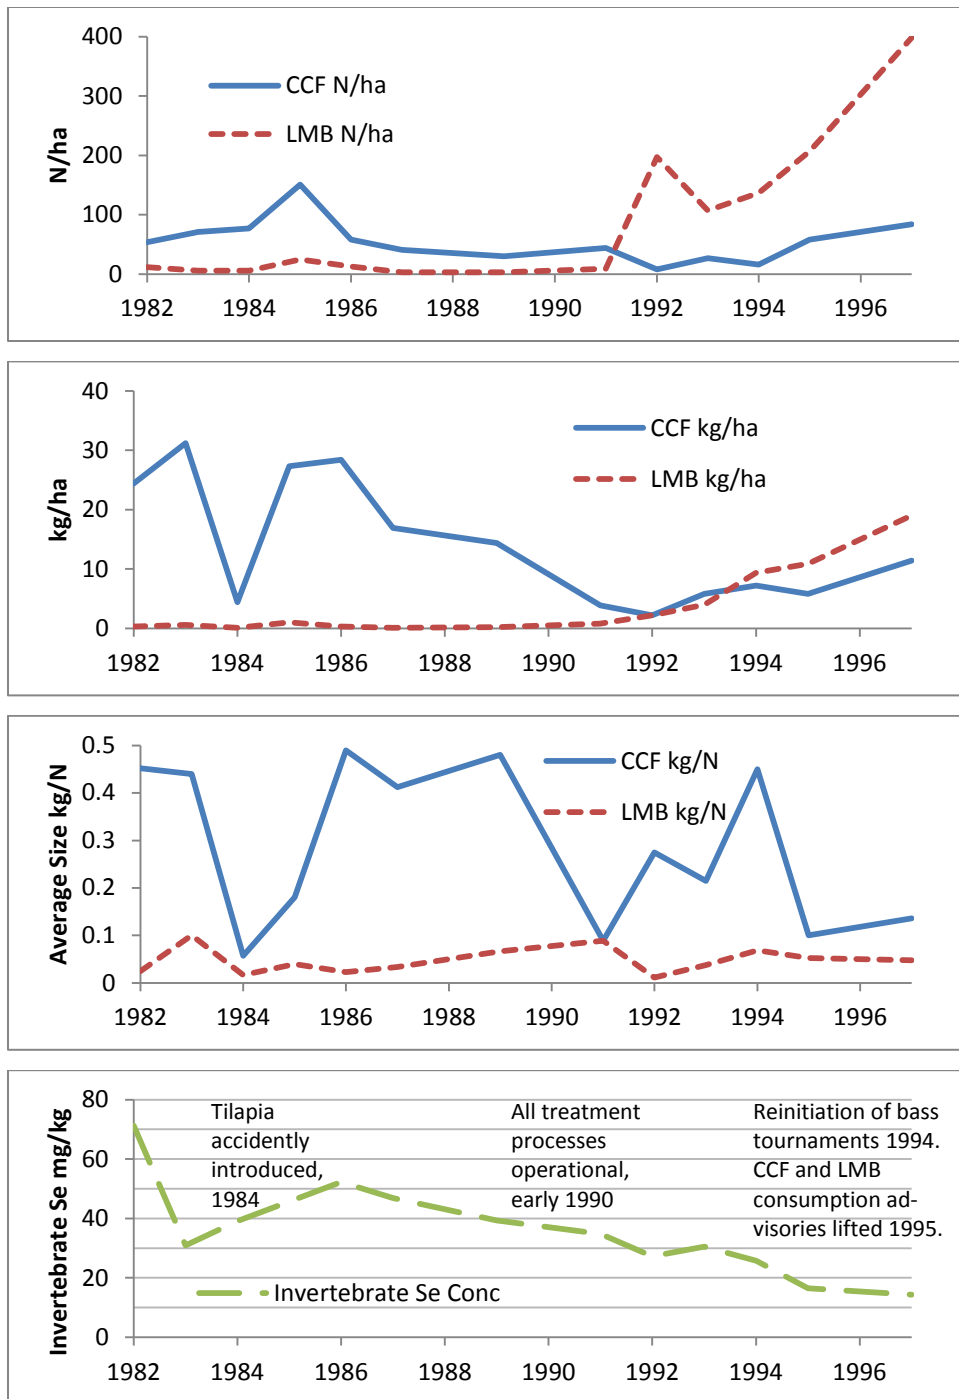 N/ha
400
300
200
100
0
CCF N/ha
LMB N/ha
1982 1984 1986 1988 1990 1992 1994 1996
kg/ha
40
30
20
10
0
CCF kg/ha
LMB kg/ha
1982 1984 1986 1988 1990 1992 1994 1996
Average Size kg/N
0.5
0.4
0.3
0.2
0.1
0
CCF kg/N
LMB kg/N
1982 1984 1986 1988 1990 1992 1994 1996
Invertebrate Se mg/kg
80
60
40
20
0
Tilapia
accidently
introduced,
1984
All treatment
processes
operational,
early 1990
Reinitiation of bass
tournaments 1994.
CCF and LMB
consumption ad-
visories lifted 1995.
Invertebrate Se Conc
1982 1984 1986 1988 1990 1992 1994 1996